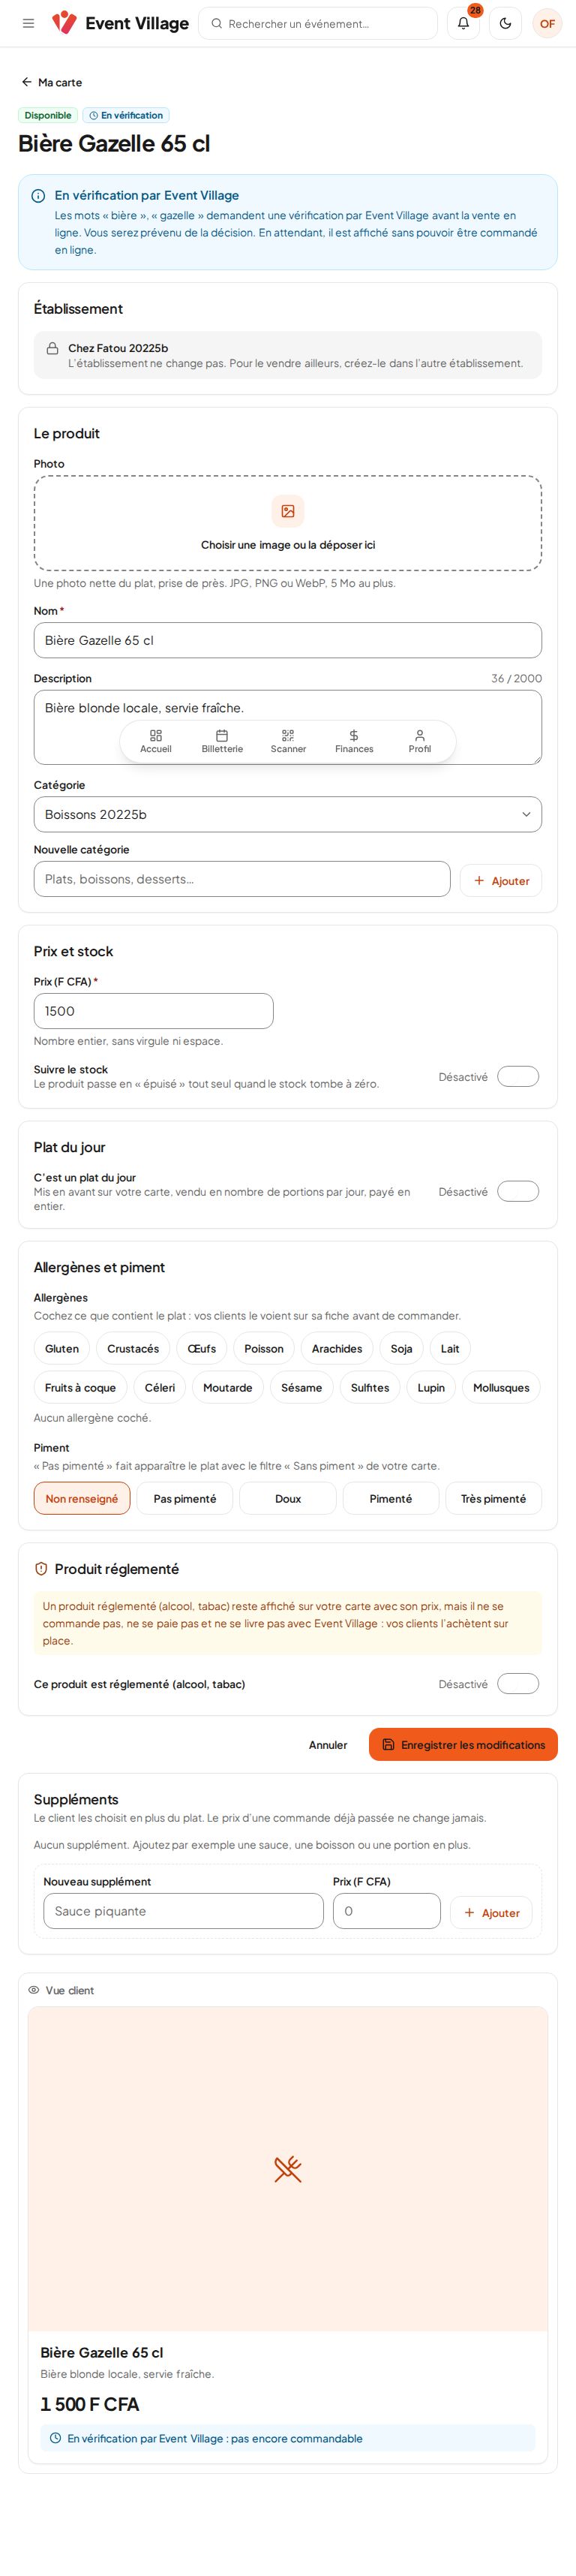 Event Village
Rechercher un événement...
28
OF
Ma carte
Disponible
En vérification
Bière Gazelle 65 cl
En vérification par Event Village
Les mots « bière », « gazelle » demandent une vérification par Event Village avant la vente en
ligne. Vous serez prévenu de la décision. En attendant, il est affiché sans pouvoir être commandé
en ligne.
Établissement
Chez Fatou 20225b
L’établissement ne change pas. Pour le vendre ailleurs, créez-le dans l’autre établissement.
Le produit
Photo
Choisir une image ou la déposer ici
Une photo nette du plat, prise de près. JPG, PNG ou WebP, 5 Mo au plus.
Nom *
Bière Gazelle 65 cl
Description
36 / 2000
Bière blonde locale, servie fraîche.
Accueil
Billetterie
Scanner
Finances
Profil
Catégorie
Boissons 20225b
Nouvelle catégorie
Plats, boissons, desserts...
Ajouter
Prix et stock
Prix (F CFA) *
1500
Nombre entier, sans virgule ni espace.
Suivre le stock
Le produit passe en « épuisé » tout seul quand le stock tombe à zéro.
Désactivé
Plat du jour
C’est un plat du jour
Mis en avant sur votre carte, vendu en nombre de portions par jour, payé en
entier.
Désactivé
Allergènes et piment
Allergènes
Cochez ce que contient le plat : vos clients le voient sur sa fiche avant de commander.
Gluten
Crustacés
Œufs
Poisson
Arachides
Soja
Lait
Fruits à coque
Céleri
Moutarde
Sésame
Sulfites
Lupin
Mollusques
Aucun allergène coché.
Piment
« Pas pimenté » fait apparaître le plat avec le filtre « Sans piment » de votre carte.
Non renseigné
Pas pimenté
Doux
Pimenté
Très pimenté
Produit réglementé
Un produit réglementé (alcool, tabac) reste affiché sur votre carte avec son prix, mais il ne se
commande pas, ne se paie pas et ne se livre pas avec Event Village : vos clients l’achètent sur
place.
Ce produit est réglementé (alcool, tabac)
Désactivé
Annuler
Enregistrer les modifications
Suppléments
Le client les choisit en plus du plat. Le prix d’une commande déjà passée ne change jamais.
Aucun supplément. Ajoutez par exemple une sauce, une boisson ou une portion en plus.
Nouveau supplément
Prix (F CFA)
Sauce piquante
0
Ajouter
Vue client
Bière Gazelle 65 cl
Bière blonde locale, servie fraîche.
1 500 F CFA
En vérification par Event Village : pas encore commandable